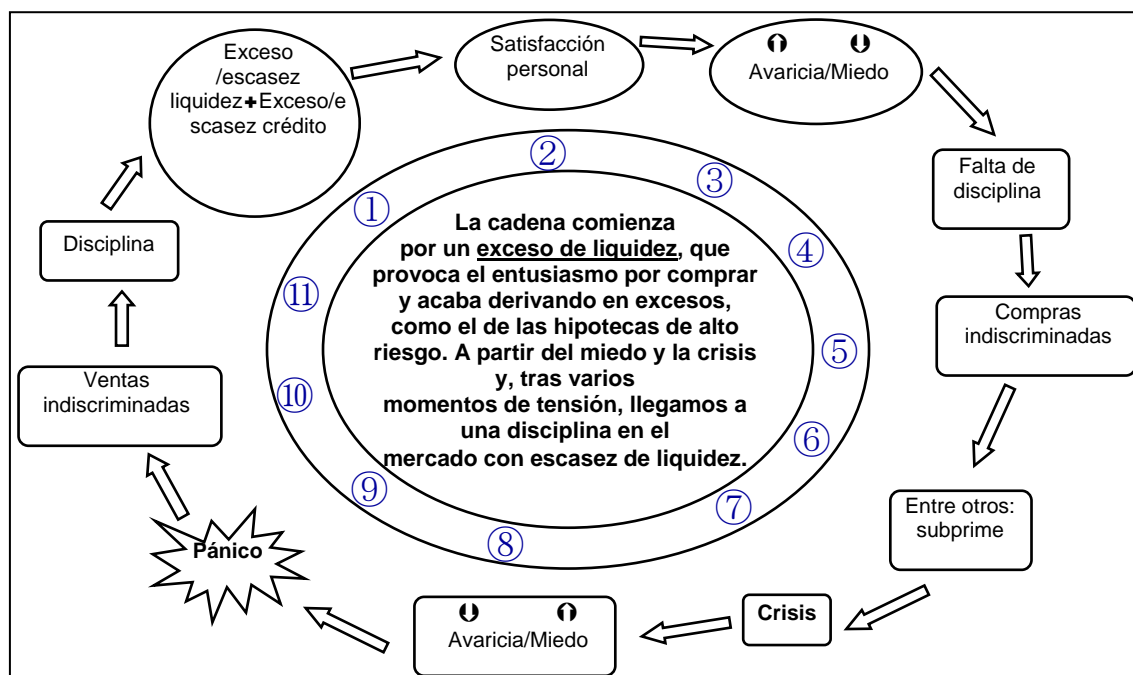 Exceso
/escasez
liquidez+Exceso/e
scasez crédito
Satisfacción
personal
Avaricia/Miedo
Falta de
disciplina
Compras
indiscriminadas
Entre otros:
subprime
Crisis
Avaricia/Miedo
Pánico
Ventas
indiscriminadas
Disciplina
①
②
③
④
⑤
⑥
⑦
⑧
⑨
⑩
⑪
La cadena comienza
por un exceso de liquidez, que
provoca el entusiasmo por comprar
y acaba derivando en excesos,
como el de las hipotecas de alto
riesgo. A partir del miedo y la crisis
y, tras varios
momentos de tensión, llegamos a
una disciplina en el
mercado con escasez de liquidez.